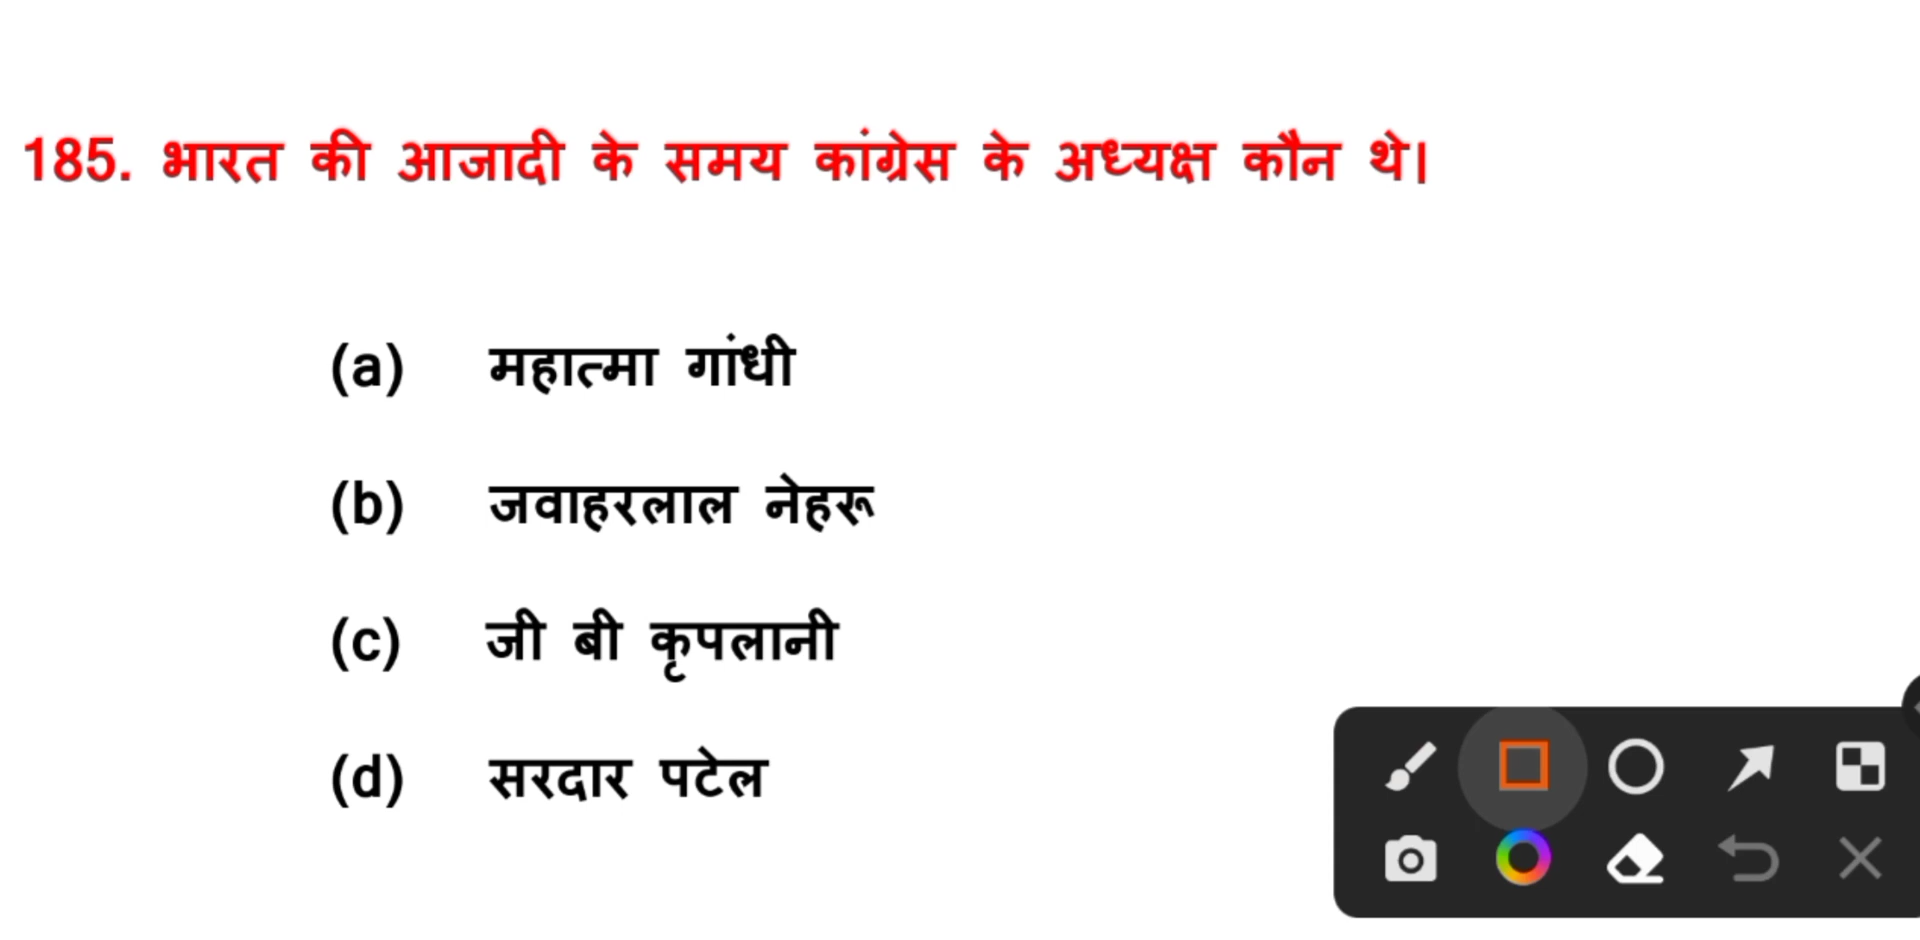 185. भारत की आजादी के समय कांग्रेस के अध्यक्ष कौन थे।
(a) महात्मा गांधी
(b) जवाहरलाल नेहरू
(c) जी बी कृपलानी
(d) सरदार पटेल